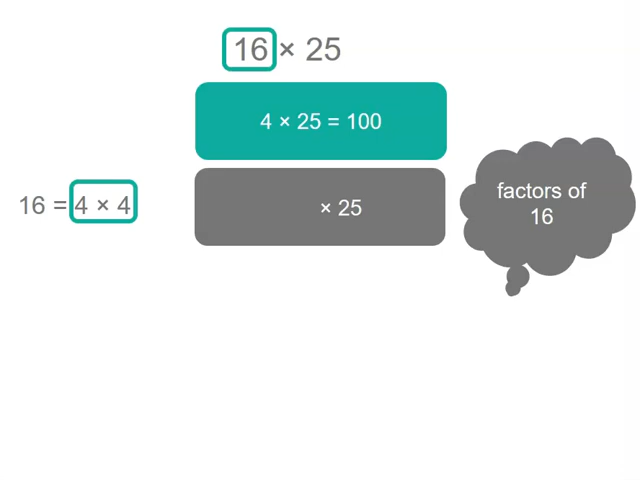 16 × 25
4 × 25 = 100
16 = 4 × 4
× 25
factors of
16